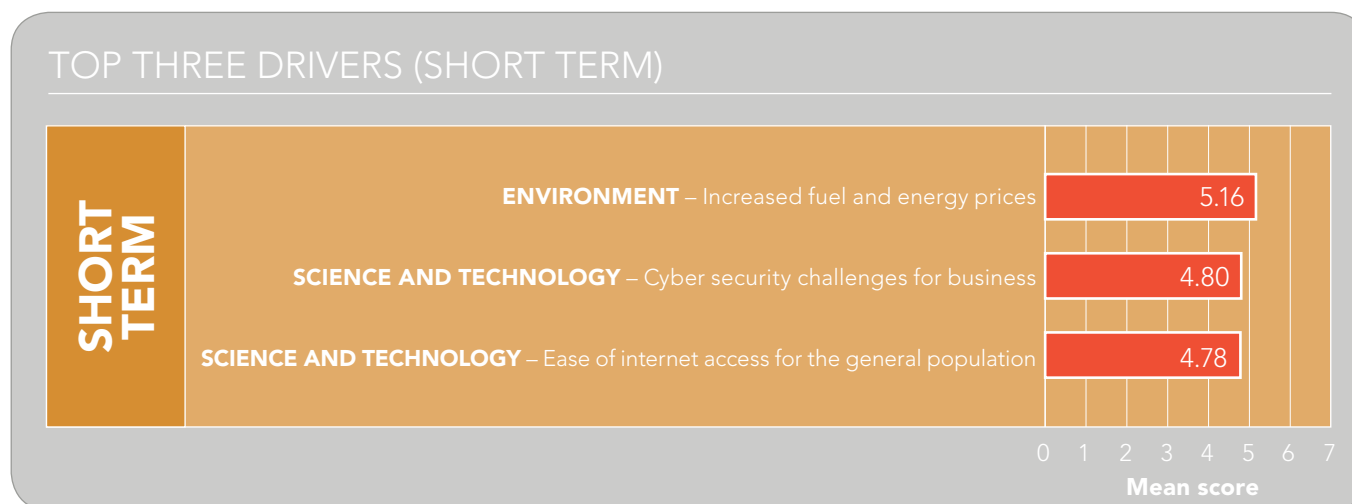 TOP THREE DRIVERS (SHORT TERM)
SHORT
TERM
ENVIRONMENT – Increased fuel and energy prices
5.16
SCIENCE AND TECHNOLOGY – Cyber security challenges for business
4.80
SCIENCE AND TECHNOLOGY – Ease of internet access for the general population
4.78
0 1 2 3 4 5 6 7
Mean score